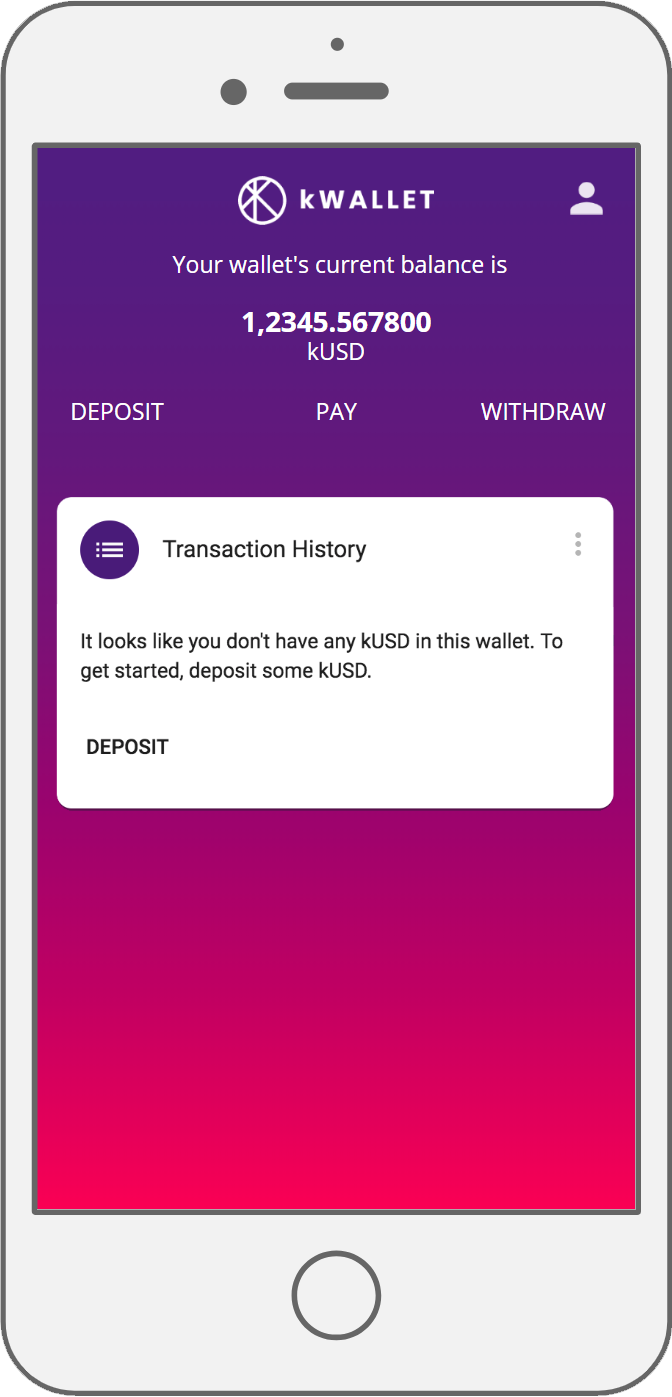 kWALLET
Your wallet's current balance is
1,2345.567800
kUSD
DEPOSIT PAY WITHDRAW
Transaction History
It looks like you don't have any kUSD in this wallet. To
get started, deposit some kUSD.
DEPOSIT